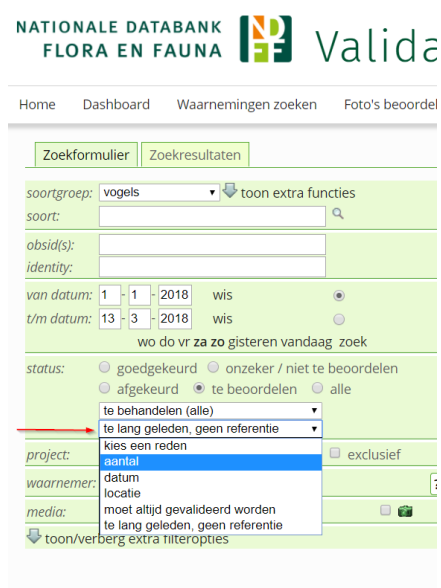 NATIONALE DATABANK
FLORA EN FAUNA
NDFF
Valida
Home Dashboard Waarnemingen zoeken Foto's beoordel
Zoekformulier Zoekresultaten
soortgroep: vogels toon extra functies
soort:
obsid(s):
identity:
van datum: 1 - 1 - 2018 wis
t/m datum: 13 - 3 - 2018 wis
wo do vr za zo gisteren vandaag zoek
status: goedgekeurd onzeker / niet te beoordelen
afgekeurd te beoordelen alle
te behandelen (alle)
te lang geleden, geen referentie
kies een reden
project: exclusief
aantal
datum
waarnemer: ?
locatie
moet altijd gevalideerd worden
media:
te lang geleden, geen referentie
toon/verberg extra filteropties